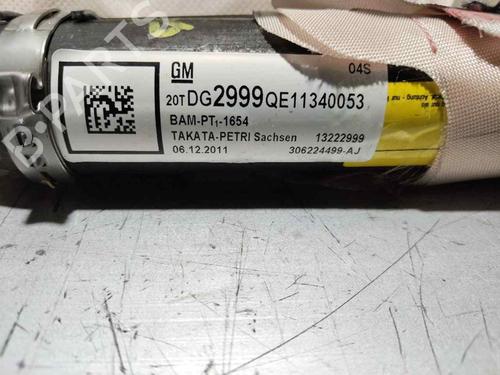 GM 04S
20TDG2999QE11340053
BAM-PT1-1654
TAKATA-PETRI Sachsen 13222999
06.12.2011 306224499-AJ
B-PARTS